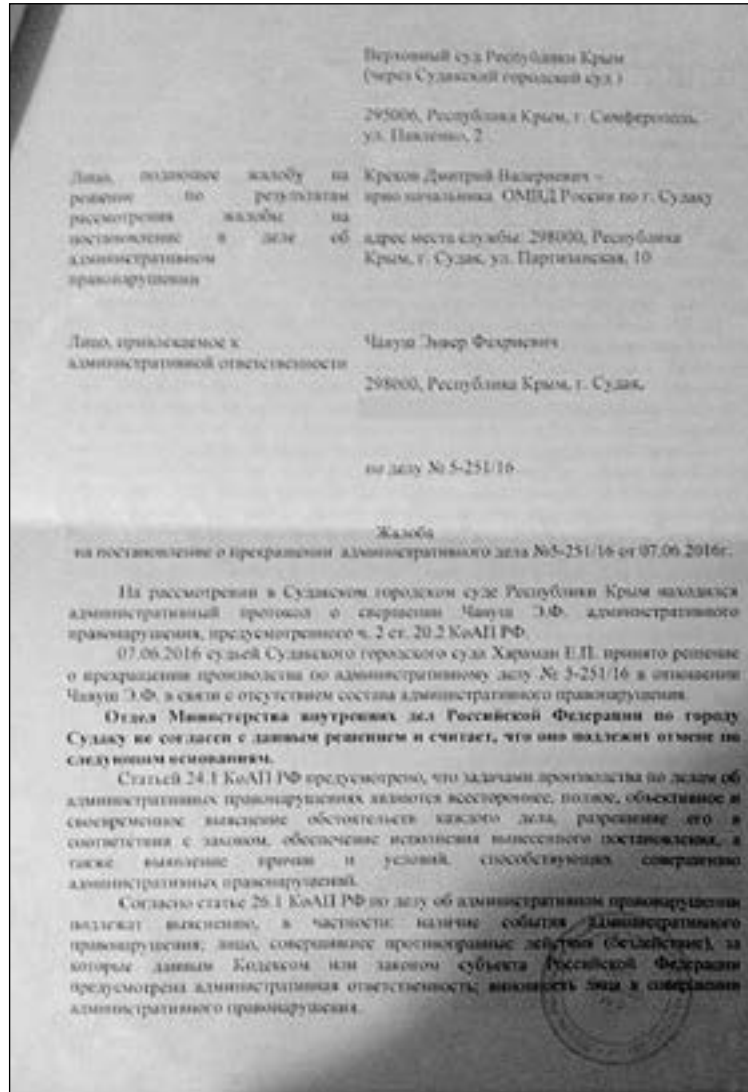 Верховный суд Республики Крым
(через Судакский городской суд )
295006, Республика Крым, г. Симферополь,
ул. Павленко, 2
Лицо, подающее жалобу на
решение по результатам
рассмотрения жалобы на
постановление в деле об
административном
правонарушении
Дмитрий Валериевич –
врио начальника ОМВД России по г. Судаку
адрес места службы: 298000, Республика
Крым, г. Судак, ул. Партизанская, 10
Лицо, привлекаемое к
административной ответственности
Чавуш Энвер Фахриевич
298000, Республика Крым, г. Судак,
по делу № 5-251/16
Жалоба
на постановление о прекращении административного дела №5-251/16 от 07.06.2016г.
На рассмотрении в Судакском городском суде Республики Крым находился
административный протокол о свершении Чавуш Э.Ф. административного
правонарушения, предусмотренного ч. 2 ст. 20.2 КоАП РФ.
07.06.2016 судьей Судакского городского суда Хараман Е.П. принято решение
о прекращении производства по административному делу № 5-251/16 в отношении
Чавуш Э.Ф. в связи с отсутствием состава административного правонарушения.
Отдел Министерства внутренних дел Российской Федерации по городу
Судаку не согласен с данным решением и считает, что оно подлежит отмене по
следующим основаниям.
Статьей 24.1 КоАП РФ предусмотрено, что задачами производства по делам об
административных правонарушениях являются всестороннее, полное, объективное и
своевременное выяснение обстоятельств каждого дела, разрешение его в
соответствии с законом, обеспечение исполнения вынесенного постановления, а
также выявление причин и условий, способствующих совершению
административных правонарушений.
Согласно статье 26.1 КоАП РФ по делу об административном правонарушении
подлежат выяснению, в частности: наличие события административного
правонарушения; лицо, совершившее противоправные действия (бездействие), за
которые данным Кодексом или законом субъекта Российской Федерации
предусмотрена административная ответственность; виновность лица в совершении
административного правонарушения.